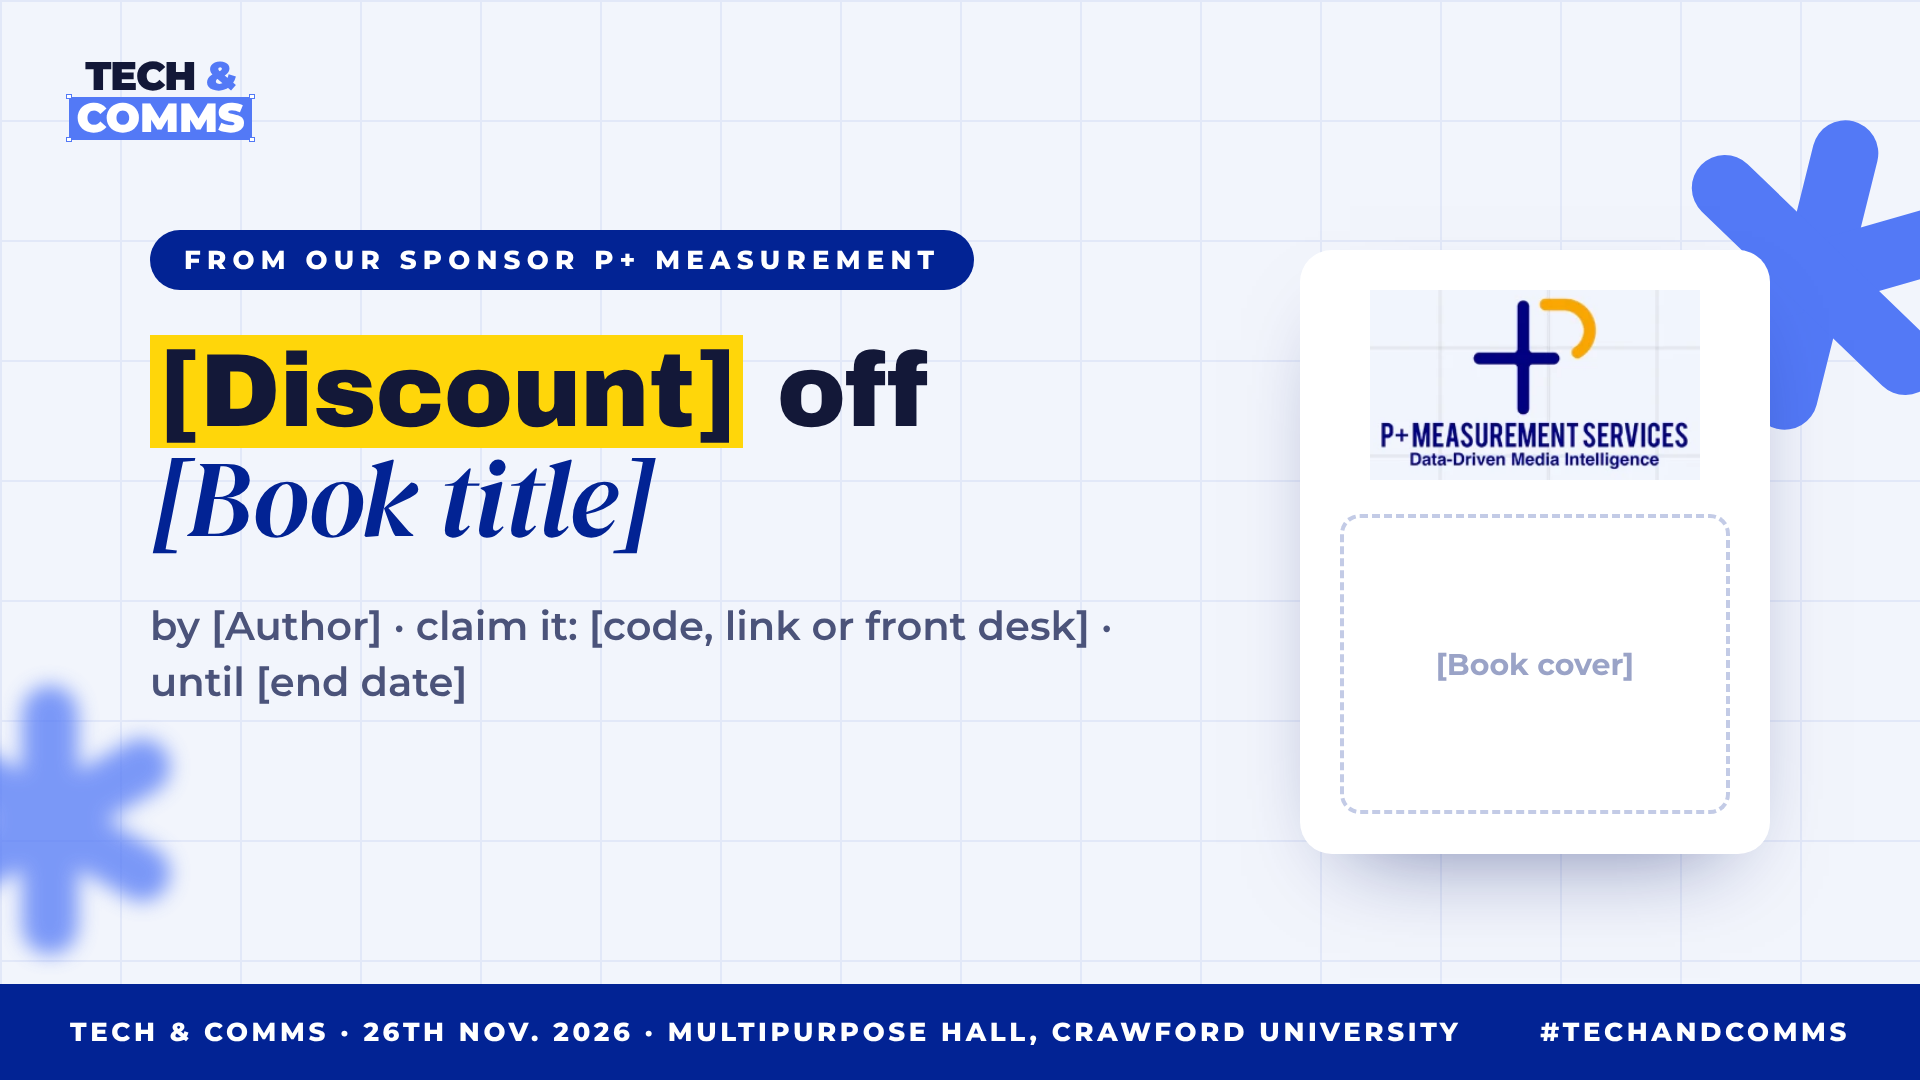 TECH &
COMMS
FROM OUR SPONSOR P+ MEASUREMENT
[Discount] off
[Book title]
by [Author] · claim it: [code, link or front desk] ·
until [end date]
P+MEASUREMENT SERVICES
Data-Driven Media Intelligence
[Book cover]
TECH & COMMS · 26TH NOV. 2026 · MULTIPURPOSE HALL, CRAWFORD UNIVERSITY
#TECHANDCOMMS